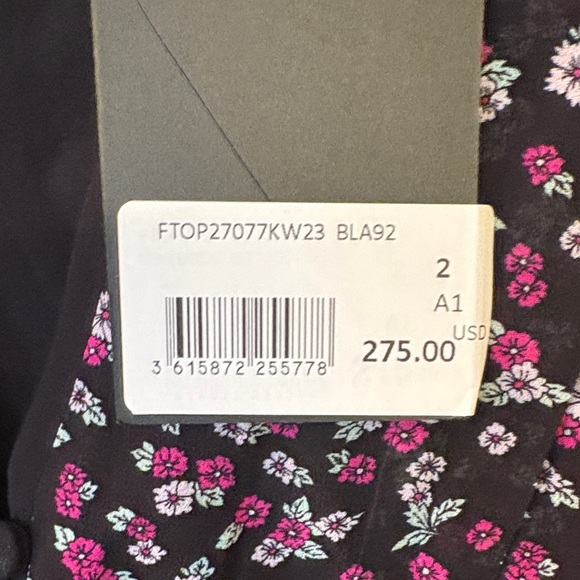 FTOP27077KW23 BLA92
2
A1
USD
275.00
3 615872 255778